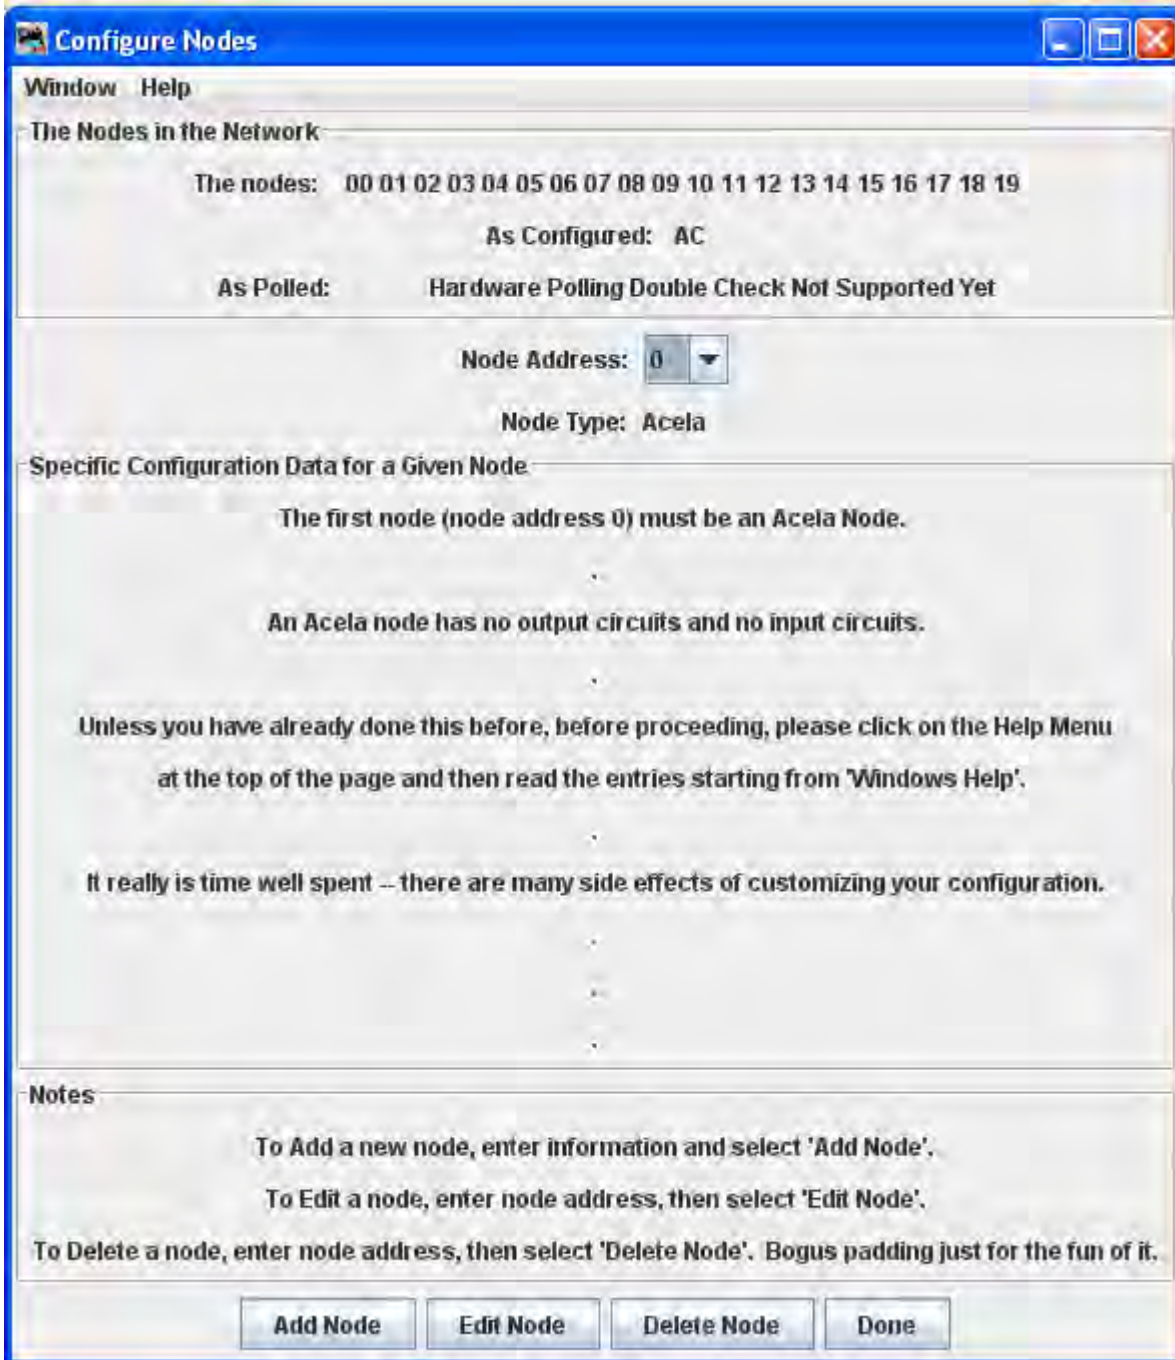 Configure Nodes
Window Help
The Nodes in the Network
The nodes: 00 01 02 03 04 05 06 07 08 09 10 11 12 13 14 15 16 17 18 19
As Configured: AC
As Polled: Hardware Polling Double Check Not Supported Yet
Node Address: 0
Node Type: Acela
Specific Configuration Data for a Given Node
The first node (node address 0) must be an Acela Node.
.
An Acela node has no output circuits and no input circuits.
.
Unless you have already done this before, before proceeding, please click on the Help Menu
at the top of the page and then read the entries starting from 'Windows Help'.
.
It really is time well spent -- there are many side effects of customizing your configuration.
.
.
.
Notes
To Add a new node, enter information and select 'Add Node'.
To Edit a node, enter node address, then select 'Edit Node'.
To Delete a node, enter node address, then select 'Delete Node'. Bogus padding just for the fun of it.
Add Node Edit Node Delete Node Done